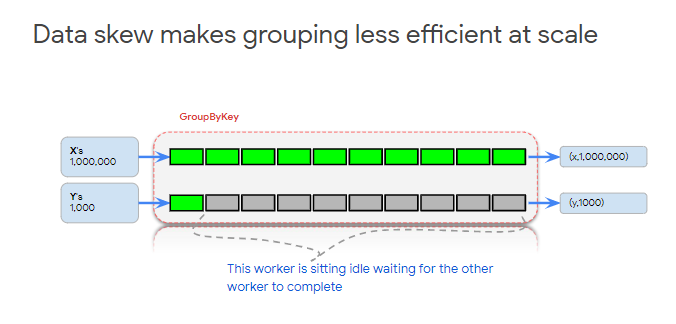 Data skew makes grouping less efficient at scale
GroupByKey
X's
1,000,000
(x,1,000,000)
Y's
1,000
(y,1000)
This worker is sitting idle waiting for the other
worker to complete